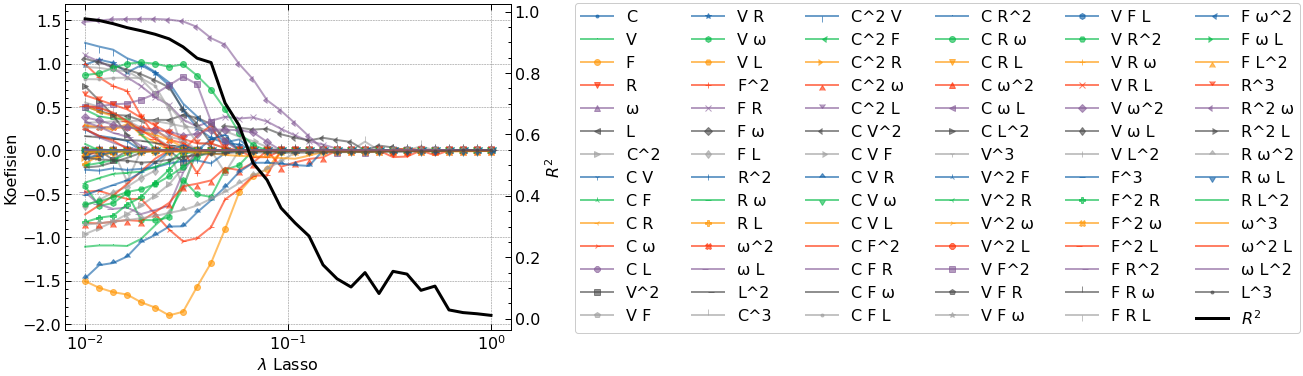 Koefisien
1.5
1.0
0.5
0.0
−0.5
−1.0
−1.5
−2.0
10^−2
10^−1
10^0
λ Lasso
1.0
0.8
0.6
0.4
0.2
0.0
R^2
C
V
F
R
ω
L
C^2
C V
C F
C R
C ω
C L
V^2
V F
V R
V ω
V L
F^2
F R
F ω
F L
R^2
R ω
R L
ω^2
ω L
L^2
C^3
C^2 V
C^2 F
C^2 R
C^2 ω
C^2 L
C V^2
C V F
C V R
C V ω
C V L
C F^2
C F R
C F ω
C F L
C R^2
C R ω
C R L
C ω^2
C ω L
C L^2
V^3
V^2 F
V^2 R
V^2 ω
V^2 L
V F^2
V F R
V F ω
V F L
V R^2
V R ω
V R L
V ω^2
V ω L
V L^2
F^3
F^2 R
F^2 ω
F^2 L
F R^2
F R ω
F R L
F ω^2
F ω L
F L^2
R^3
R^2 ω
R^2 L
R ω^2
R ω L
R L^2
ω^3
ω^2 L
ω L^2
L^3
R^2